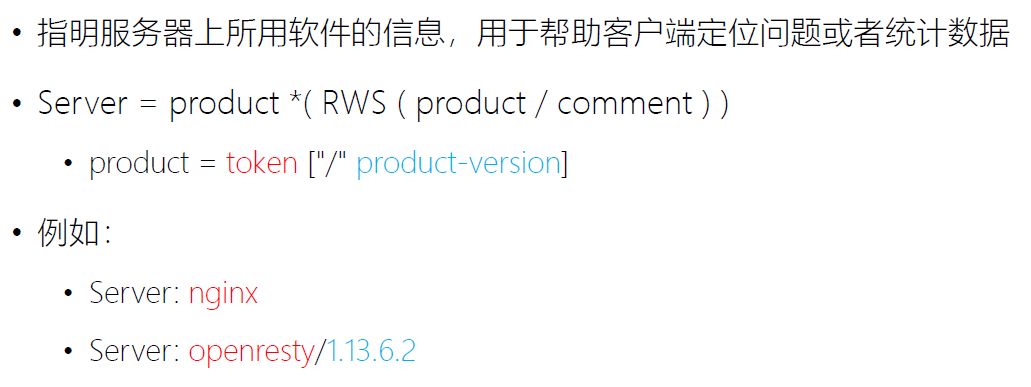 • 指明服务器上所用软件的信息，用于帮助客户端定位问题或者统计数据
• Server = product *( RWS ( product / comment ) )
• product = token ["/" product-version]
• 例如：
• Server: nginx
• Server: openresty/1.13.6.2